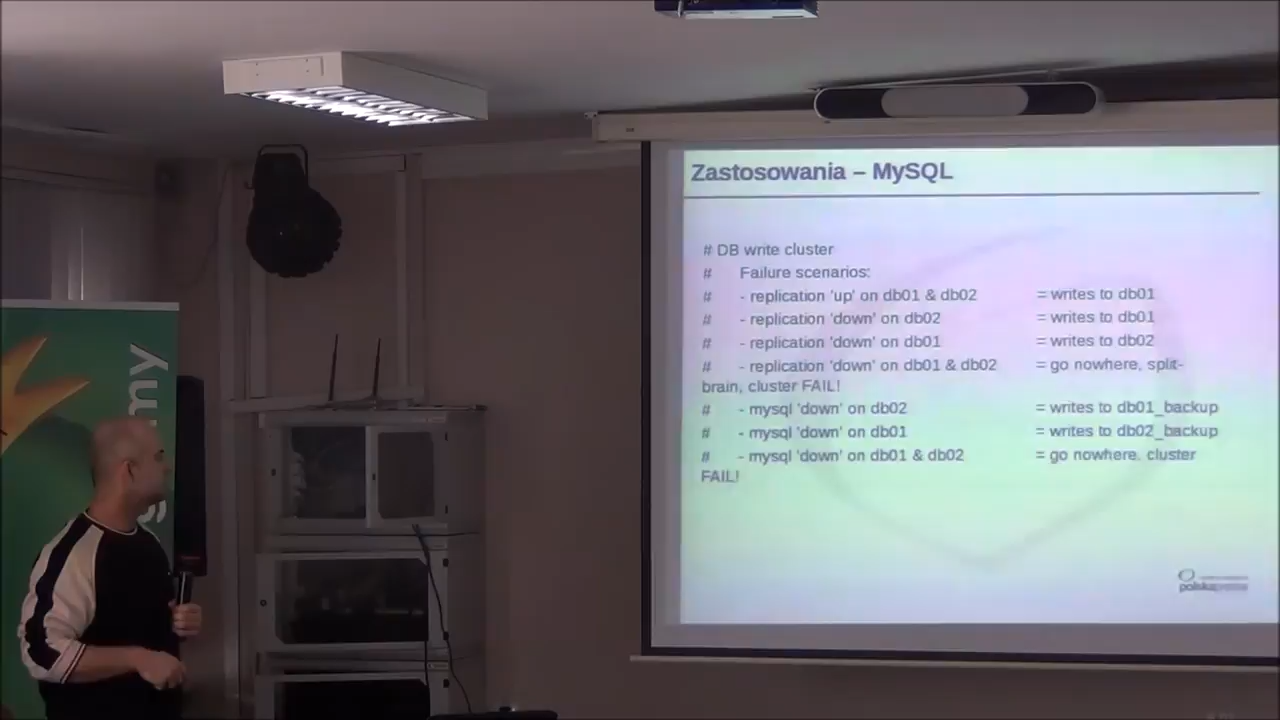 Zastosowania – MySQL
# DB write cluster
# Failure scenarios:
# - replication 'up' on db01 & db02 = writes to db01
# - replication 'down' on db02 = writes to db01
# - replication 'down' on db01 = writes to db02
# - replication 'down' on db01 & db02 = go nowhere, split-
brain, cluster FAIL!
# - mysql 'down' on db02 = writes to db01_backup
# - mysql 'down' on db01 = writes to db02_backup
# - mysql 'down' on db01 & db02 = go nowhere, cluster
FAIL!